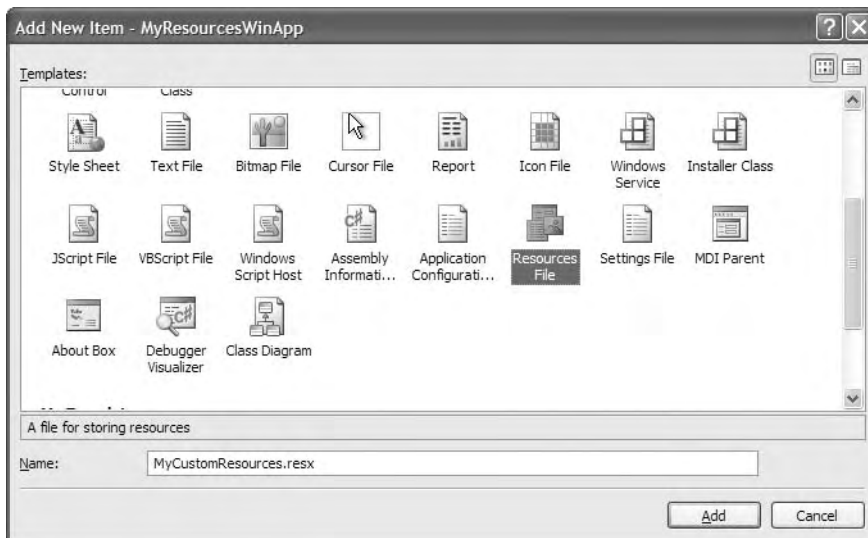 Add New Item - MyResourcesWinApp
Templates:
Control Class
Style Sheet Text File Bitmap File Cursor File Report Icon File Windows Service Installer Class
JScript File VBScript File Windows Script Host Assembly Informati... Application Configurati... Resources File Settings File MDI Parent
About Box Debugger Visualizer Class Diagram
A file for storing resources
Name: MyCustomResources.resx
Add Cancel